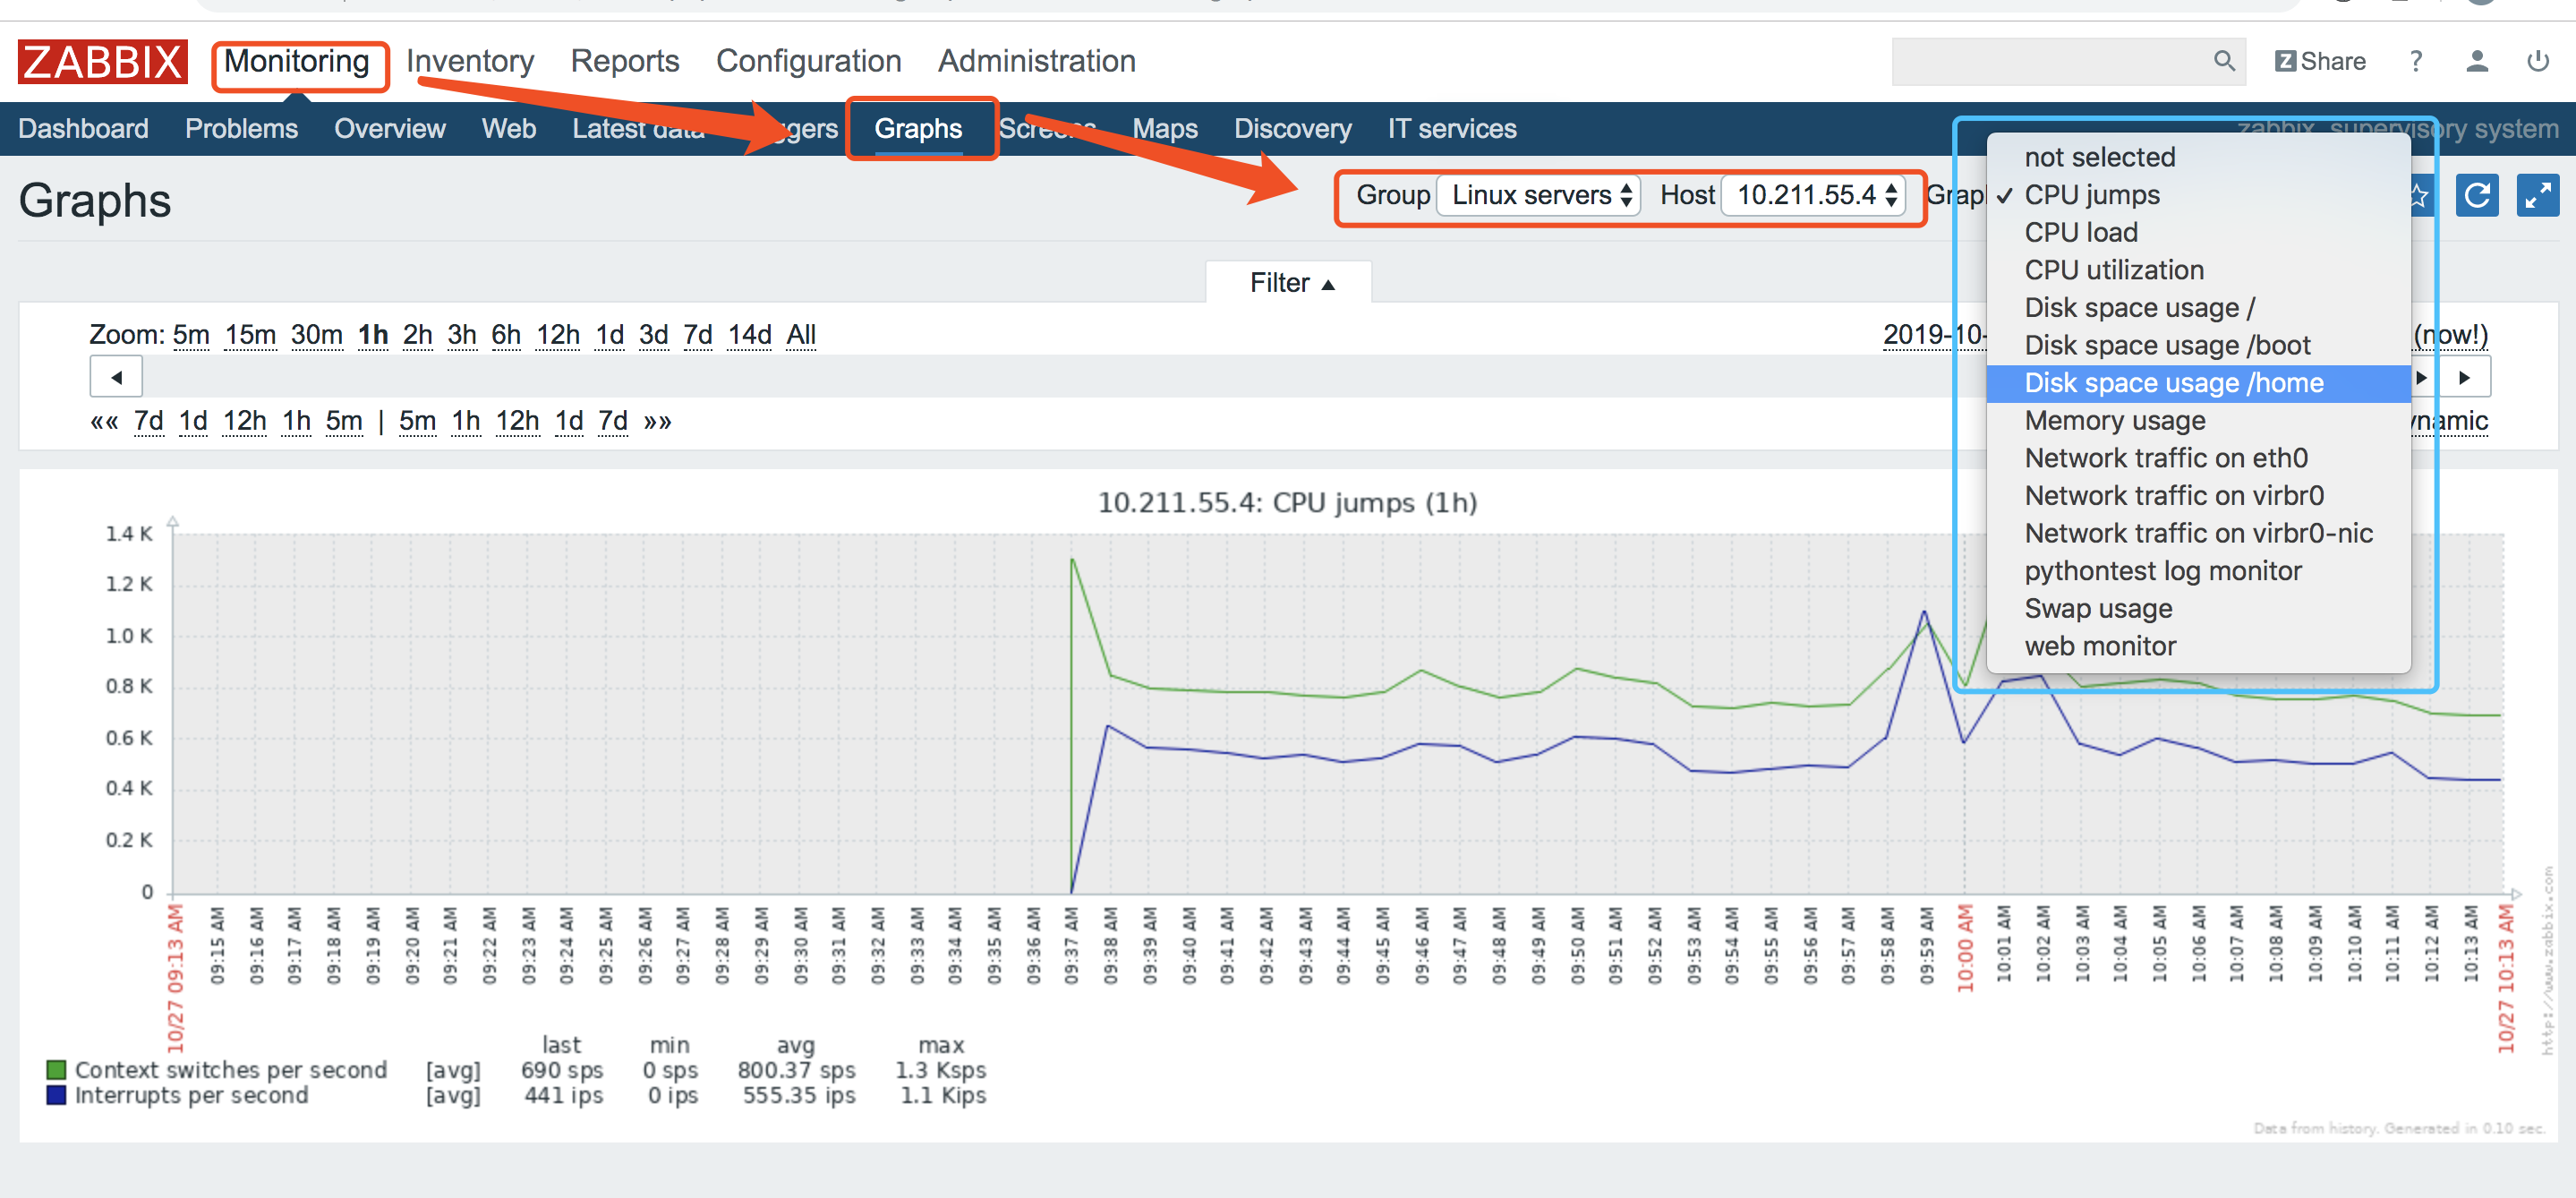 ZABBIX Monitoring Inventory Reports Configuration Administration Share ?
Dashboard Problems Overview Web Latest data ggers Graphs Screens Maps Discovery IT services zabbix supervisory system
Graphs
Group Linux servers Host 10.211.55.4 Grap
not selected
✓ CPU jumps
CPU load
CPU utilization
Disk space usage /
Disk space usage /boot
Disk space usage /home
Memory usage
Network traffic on eth0
Network traffic on virbr0
Network traffic on virbr0-nic
pythontest log monitor
Swap usage
web monitor
Filter ▲
Zoom: 5m 15m 30m 1h 2h 3h 6h 12h 1d 3d 7d 14d All 2019-10- (now!)
«« 7d 1d 12h 1h 5m | 5m 1h 12h 1d 7d »» ynamic
10.211.55.4: CPU jumps (1h)
1.4 K
1.2 K
1.0 K
0.8 K
0.6 K
0.4 K
0.2 K
0
10/27 09:13 AM
09:15 AM
09:16 AM
09:17 AM
09:18 AM
09:19 AM
09:20 AM
09:21 AM
09:22 AM
09:23 AM
09:24 AM
09:25 AM
09:26 AM
09:27 AM
09:28 AM
09:29 AM
09:30 AM
09:31 AM
09:32 AM
09:33 AM
09:34 AM
09:35 AM
09:36 AM
09:37 AM
09:38 AM
09:39 AM
09:40 AM
09:41 AM
09:42 AM
09:43 AM
09:44 AM
09:45 AM
09:46 AM
09:47 AM
09:48 AM
09:49 AM
09:50 AM
09:51 AM
09:52 AM
09:53 AM
09:54 AM
09:55 AM
09:56 AM
09:57 AM
09:58 AM
09:59 AM
10:00 AM
10:01 AM
10:02 AM
10:03 AM
10:04 AM
10:05 AM
10:06 AM
10:07 AM
10:08 AM
10:09 AM
10:10 AM
10:11 AM
10:12 AM
10:13 AM
10/27 10:13 AM
http://www.zabbix.com
last min avg max
Context switches per second [avg] 690 sps 0 sps 800.37 sps 1.3 Ksps
Interrupts per second [avg] 441 ips 0 ips 555.35 ips 1.1 Kips
Data from history. Generated in 0.10 sec.